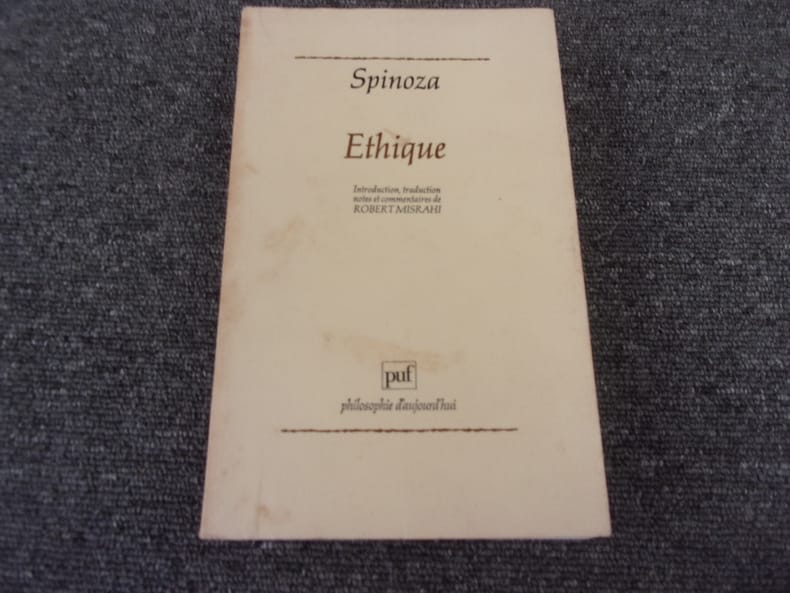 Spinoza
Ethique
Introduction, traduction
notes et commentaires de
ROBERT MISRAHI
puf
philosophie d'aujourd'hui